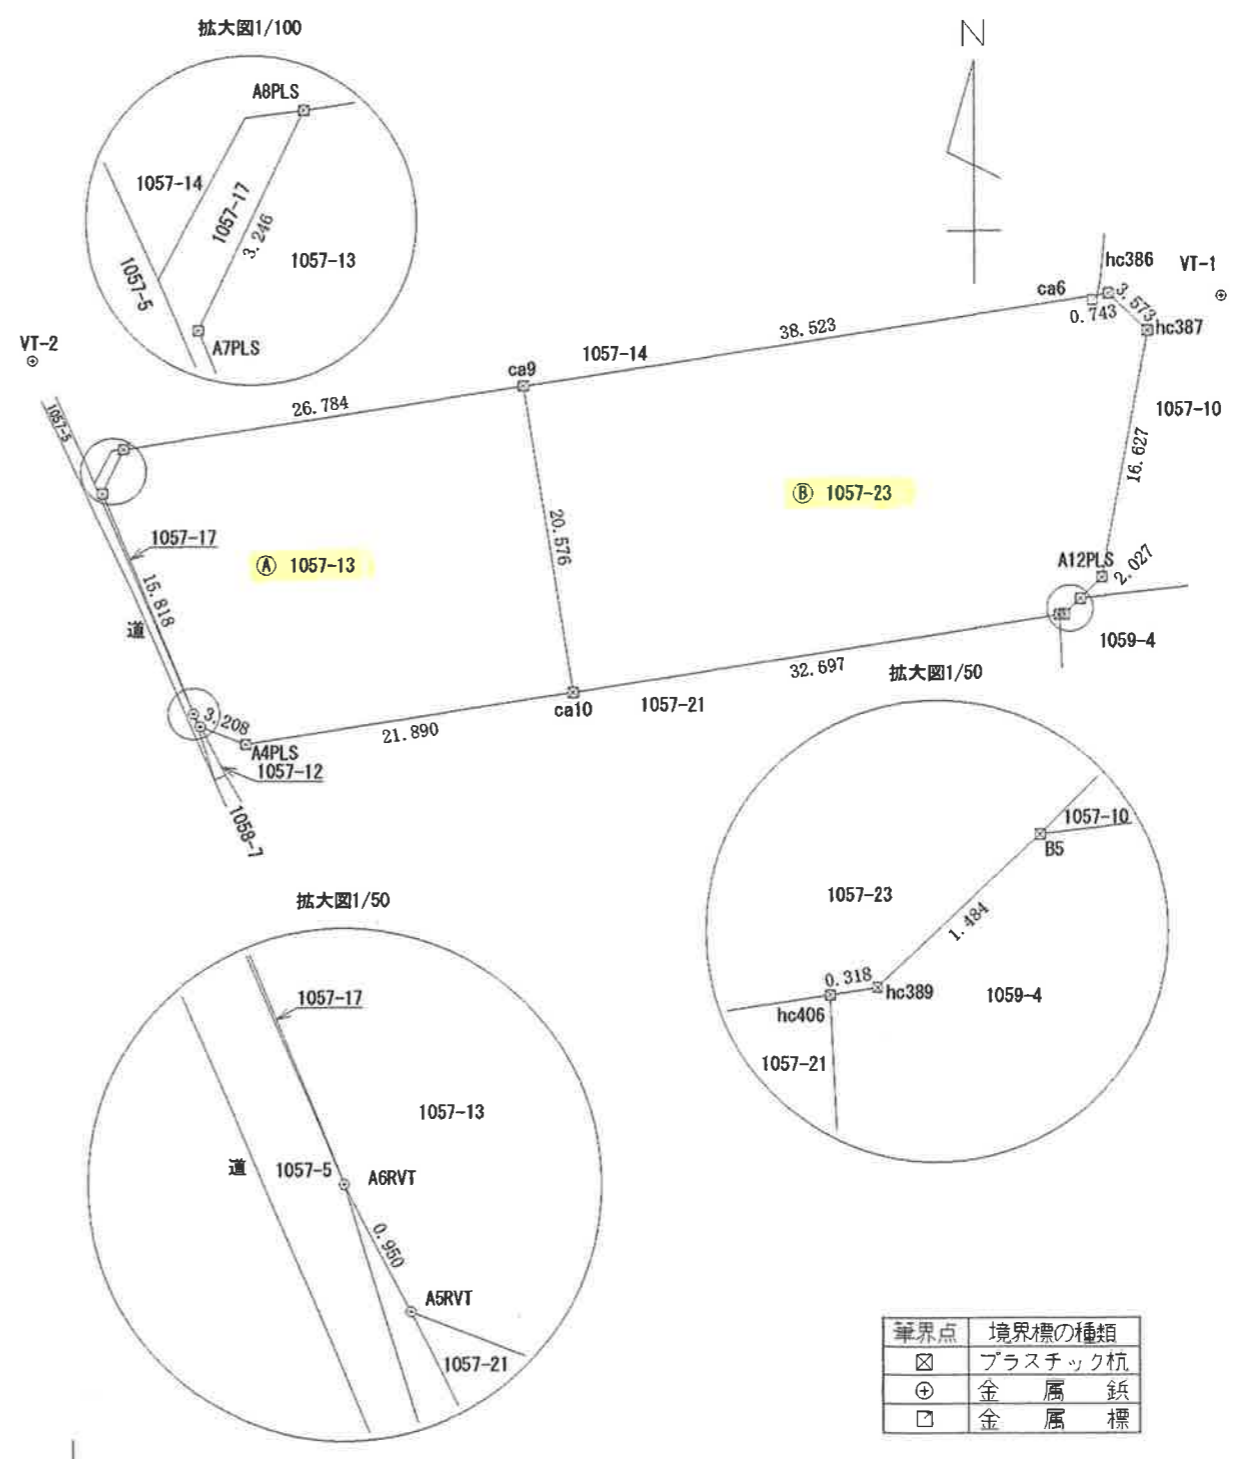 拡大図1/100
N
A8PLS
1057-14
1057-17
3.246
1057-13
1057-5
A7PLS
VT-2
hc386
VT-1
ca6
3.573
0.743
hc387
38.523
1057-14
ca9
26.784
1057-5
1057-10
16.627
Ⓑ 1057-23
20.576
1057-17
Ⓐ 1057-13
A12PLS
2.027
15.818
道
1059-4
32.697
拡大図1/50
ca10
1057-21
3.208
21.890
A4PLS
1057-12
1058-7
1057-10
B5
拡大図1/50
1057-23
1.484
0.318
hc389
1059-4
hc406
1057-17
1057-21
1057-13
道
1057-5
A6RVT
0.950
A5RVT
1057-21
筆界点 境界標の種類
プラスチック杭
金属鋲
金属標